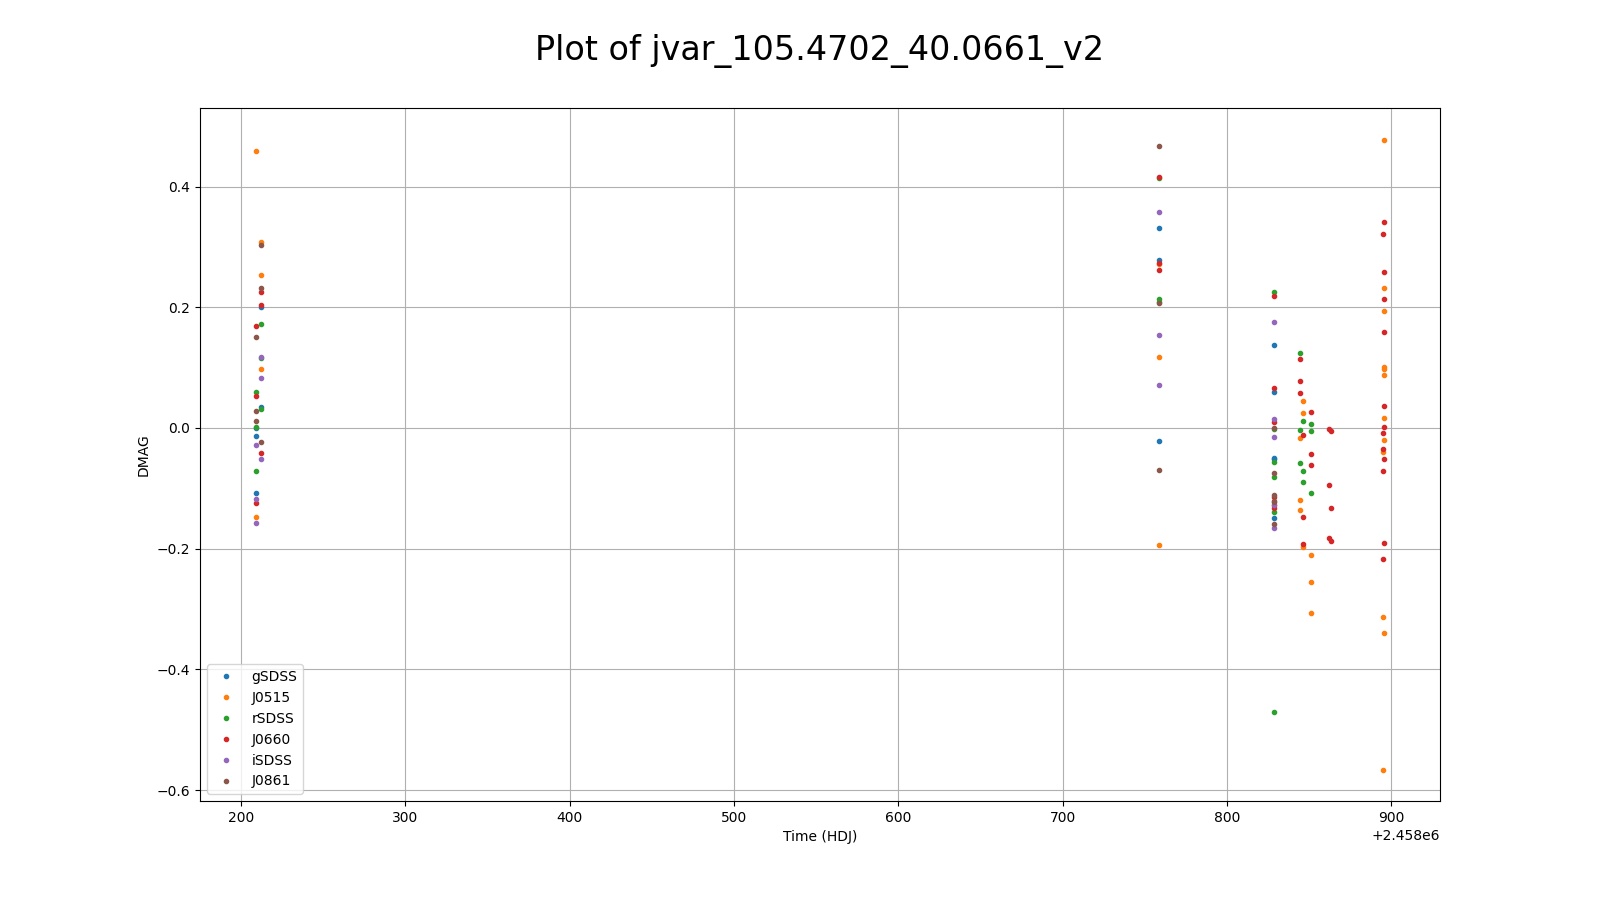 Plot of jvar_105.4702_40.0661_v2
0.4
0.2
0.0
−0.2
−0.4
−0.6
DMAG
gSDSS
J0515
rSDSS
J0660
iSDSS
J0861
200 300 400 500 600 700 800 900
Time (HDJ)
+2.458e6